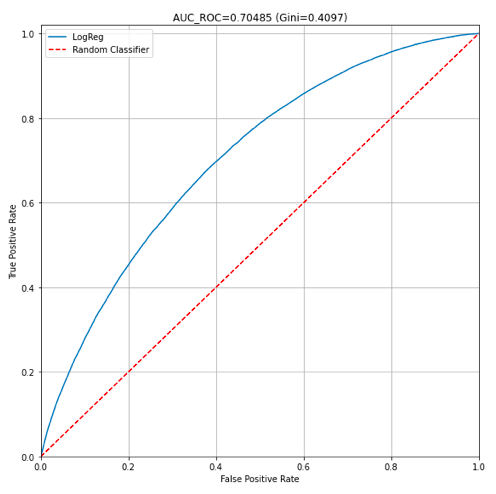 AUC_ROC=0.70485 (Gini=0.4097)
LogReg
Random Classifier
True Positive Rate
1.0
0.8
0.6
0.4
0.2
0.0
0.0 0.2 0.4 0.6 0.8 1.0
False Positive Rate